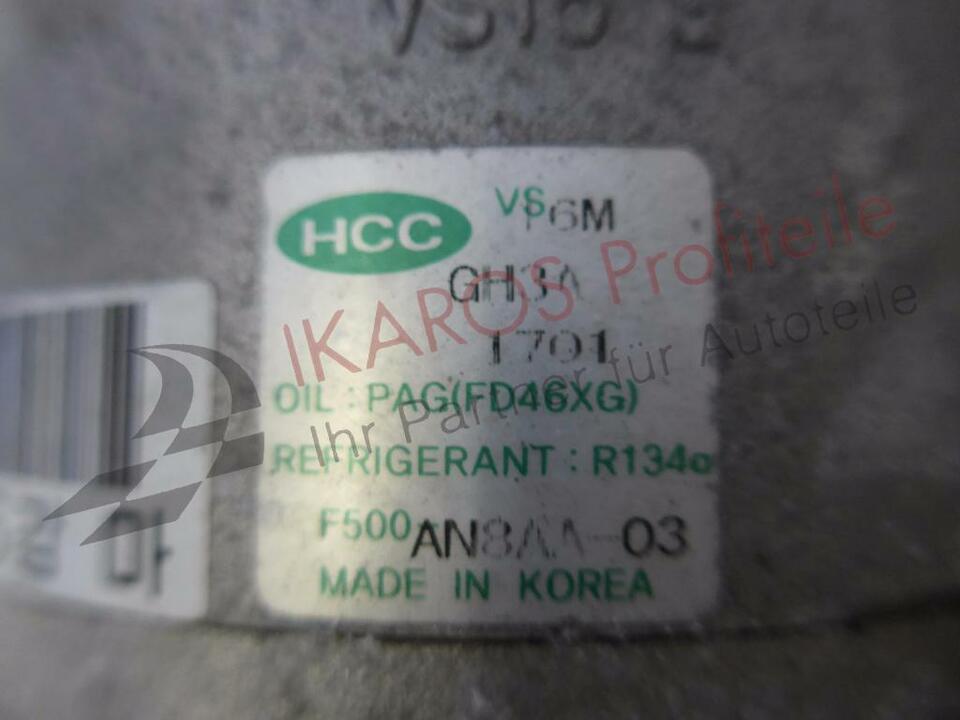 HCC VS16M
GH3A
1701
OIL : PAG(FD46XG)
REFRIGERANT : R134a
F500-AN8AA-03
MADE IN KOREA
IKAROS Profiteile
Ihr Partner für Autoteile